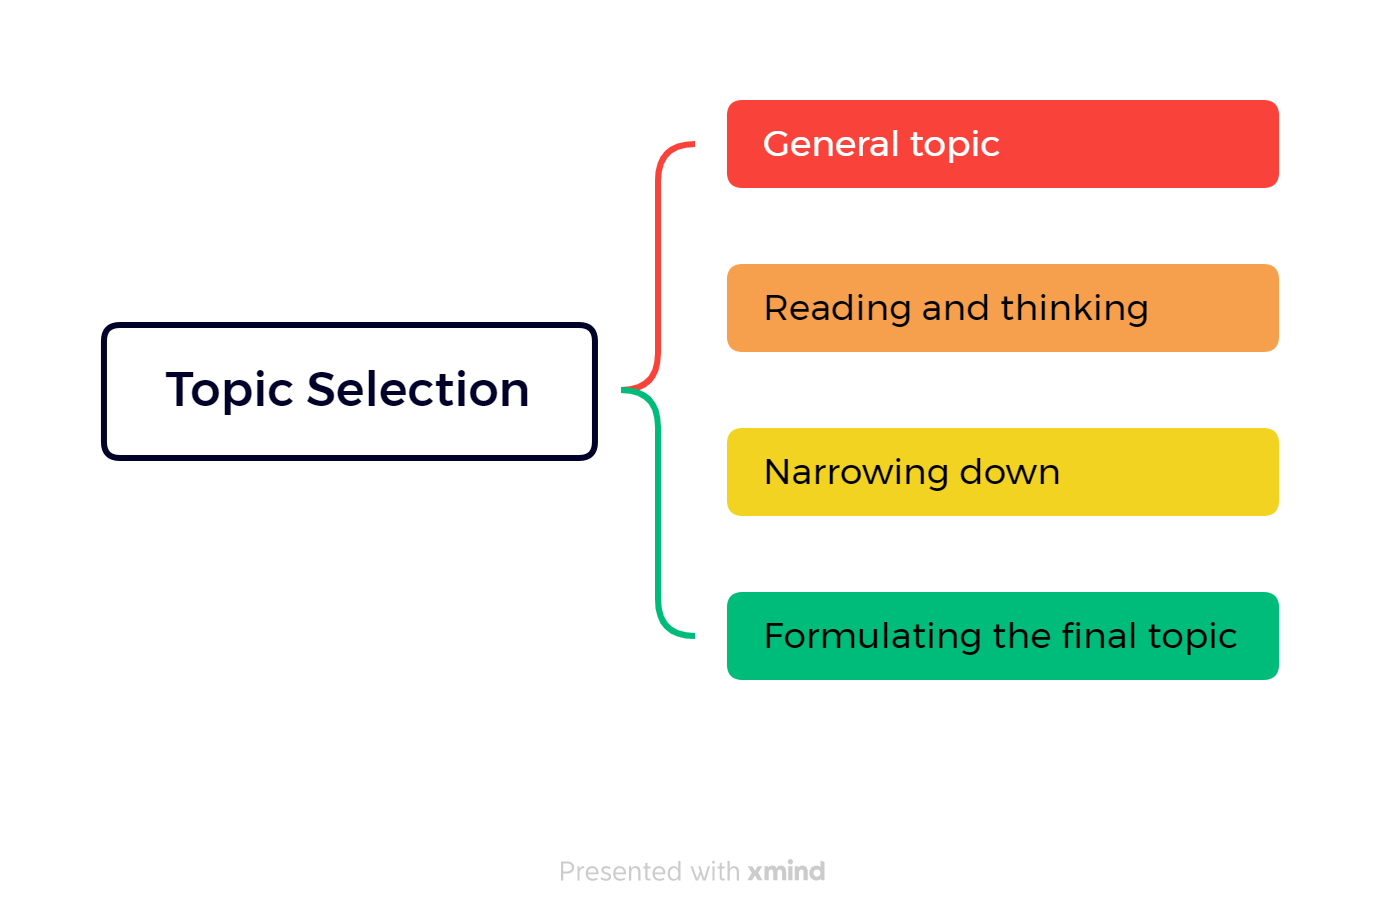 General topic
Reading and thinking
Topic Selection
Narrowing down
Formulating the final topic
Presented with xmind